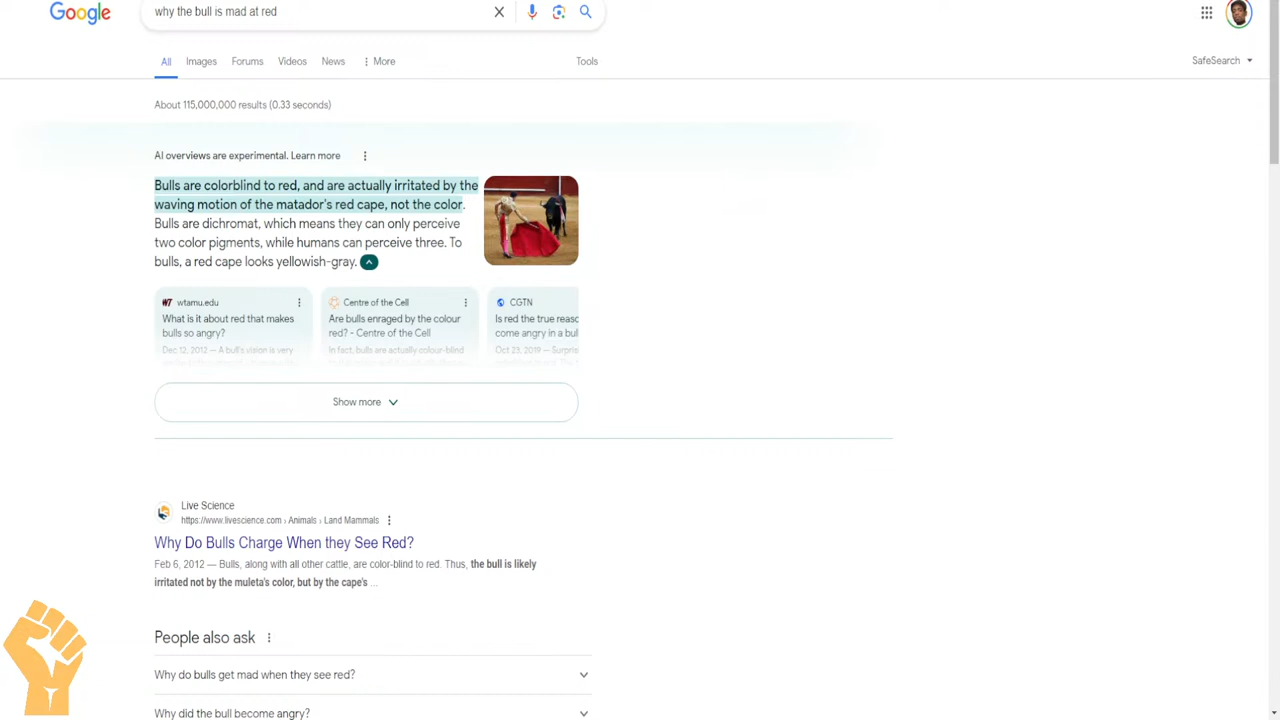 Google
why the bull is mad at red
All Images Forums Videos News More Tools
SafeSearch
About 115,000,000 results (0.33 seconds)
AI overviews are experimental. Learn more
Bulls are colorblind to red, and are actually irritated by the
waving motion of the matador's red cape, not the color.
Bulls are dichromat, which means they can only perceive
two color pigments, while humans can perceive three. To
bulls, a red cape looks yellowish-gray.
WT wtamu.edu
What is it about red that makes
bulls so angry?
Dec 12, 2012 — A bull's vision is very
Centre of the Cell
Are bulls enraged by the colour
red? - Centre of the Cell
In fact, bulls are actually colour-blind
CGTN
Is red the true reaso
come angry in a bul
Oct 23, 2019 — Surpris
Show more
Live Science
https://www.livescience.com › Animals › Land Mammals
Why Do Bulls Charge When they See Red?
Feb 6, 2012 — Bulls, along with all other cattle, are color-blind to red. Thus, the bull is likely
irritated not by the muleta's color, but by the cape's ...
People also ask
Why do bulls get mad when they see red?
Why did the bull become angry?